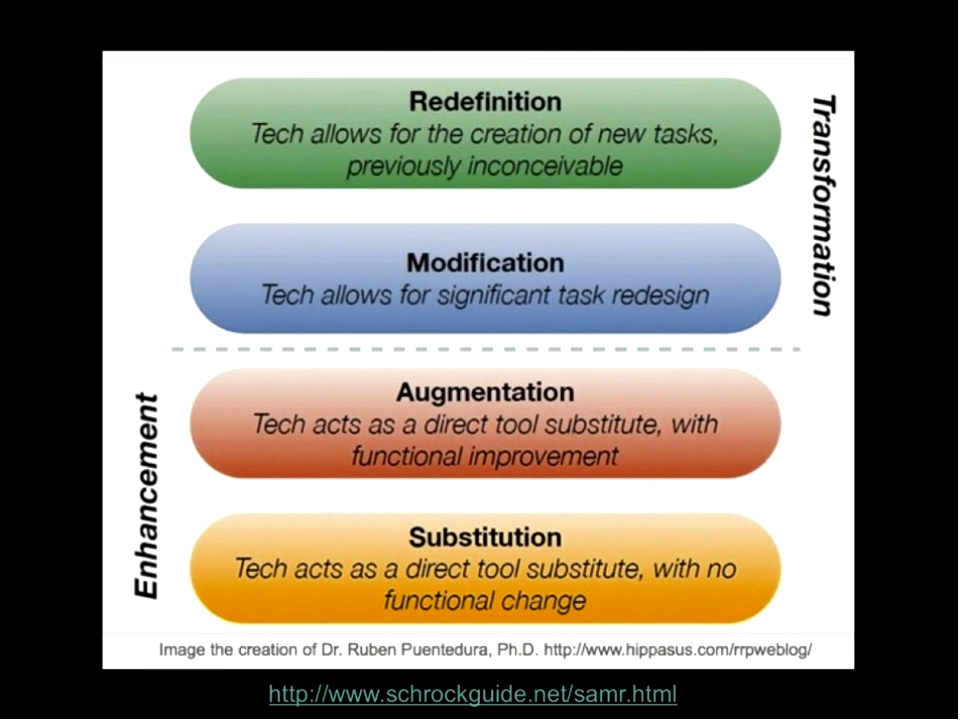 Redefinition
Tech allows for the creation of new tasks,
previously inconceivable
Transformation
Modification
Tech allows for significant task redesign
Augmentation
Tech acts as a direct tool substitute, with
functional improvement
Enhancement
Substitution
Tech acts as a direct tool substitute, with no
functional change
Image the creation of Dr. Ruben Puentedura, Ph.D. http://www.hippasus.com/rrpweblog/
http://www.schrockguide.net/samr.html